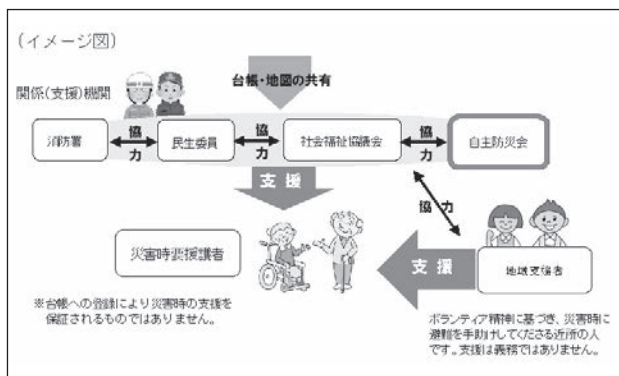 (イメージ図)
台帳・地図の共有
関係(支援)機関
消防署
協力
民生委員
協力
社会福祉協議会
協力
自主防災会
支援
協力
災害時要援護者
支援
地域支援者
※台帳への登録により災害時の支援を
保証されるものではありません。
ボランティア精神に基づき、災害時に
避難を手助けしてくださる近所の人
です。支援は義務ではありません。